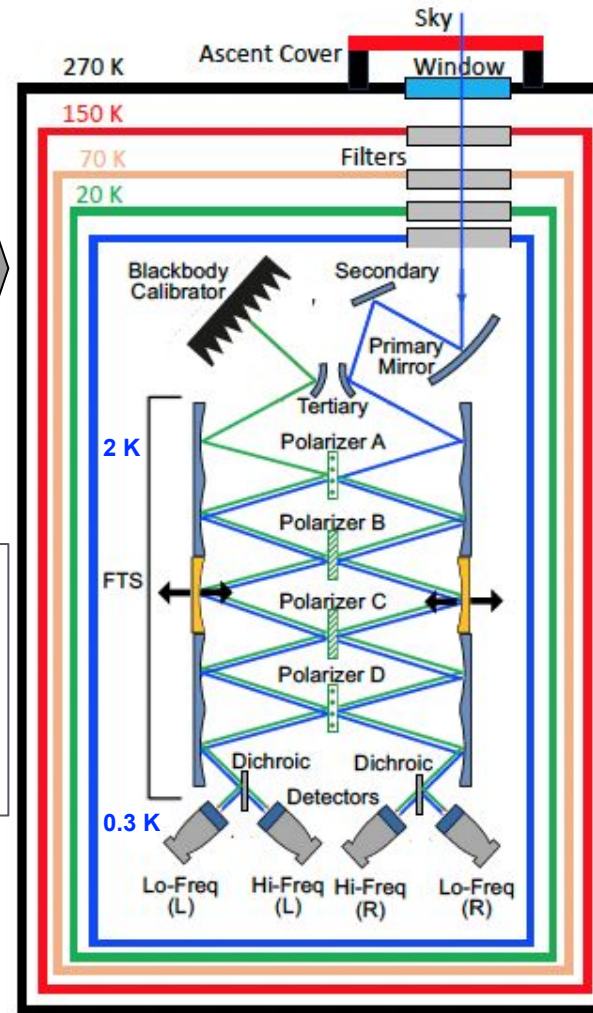 Sky
Ascent Cover
270 K
Window
150 K
Filters
70 K
20 K
Blackbody
Calibrator
Secondary
Primary
Mirror
Tertiary
2 K
Polarizer A
Polarizer B
FTS
Polarizer C
Polarizer D
Dichroic
Dichroic
0.3 K
Detectors
Lo-Freq
(L)
Hi-Freq
(L)
Hi-Freq
(R)
Lo-Freq
(R)